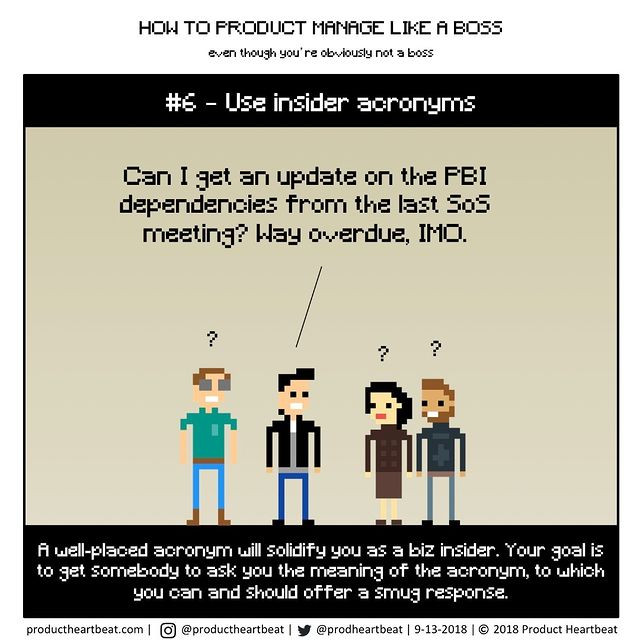 HOW TO PRODUCT MANAGE LIKE A BOSS
even though you're obviously not a boss
#6 - Use insider acronyms
Can I get an update on the PBI
dependencies from the last SoS
meeting? Way overdue, IMO.
?
?
?
A well-placed acronym will solidify you as a biz insider. Your goal is
to get somebody to ask you the meaning of the acronym, to which
you can and should offer a smug response.
productheartbeat.com | @productheartbeat | @prodheartbeat | 9-13-2018 | © 2018 Product Heartbeat